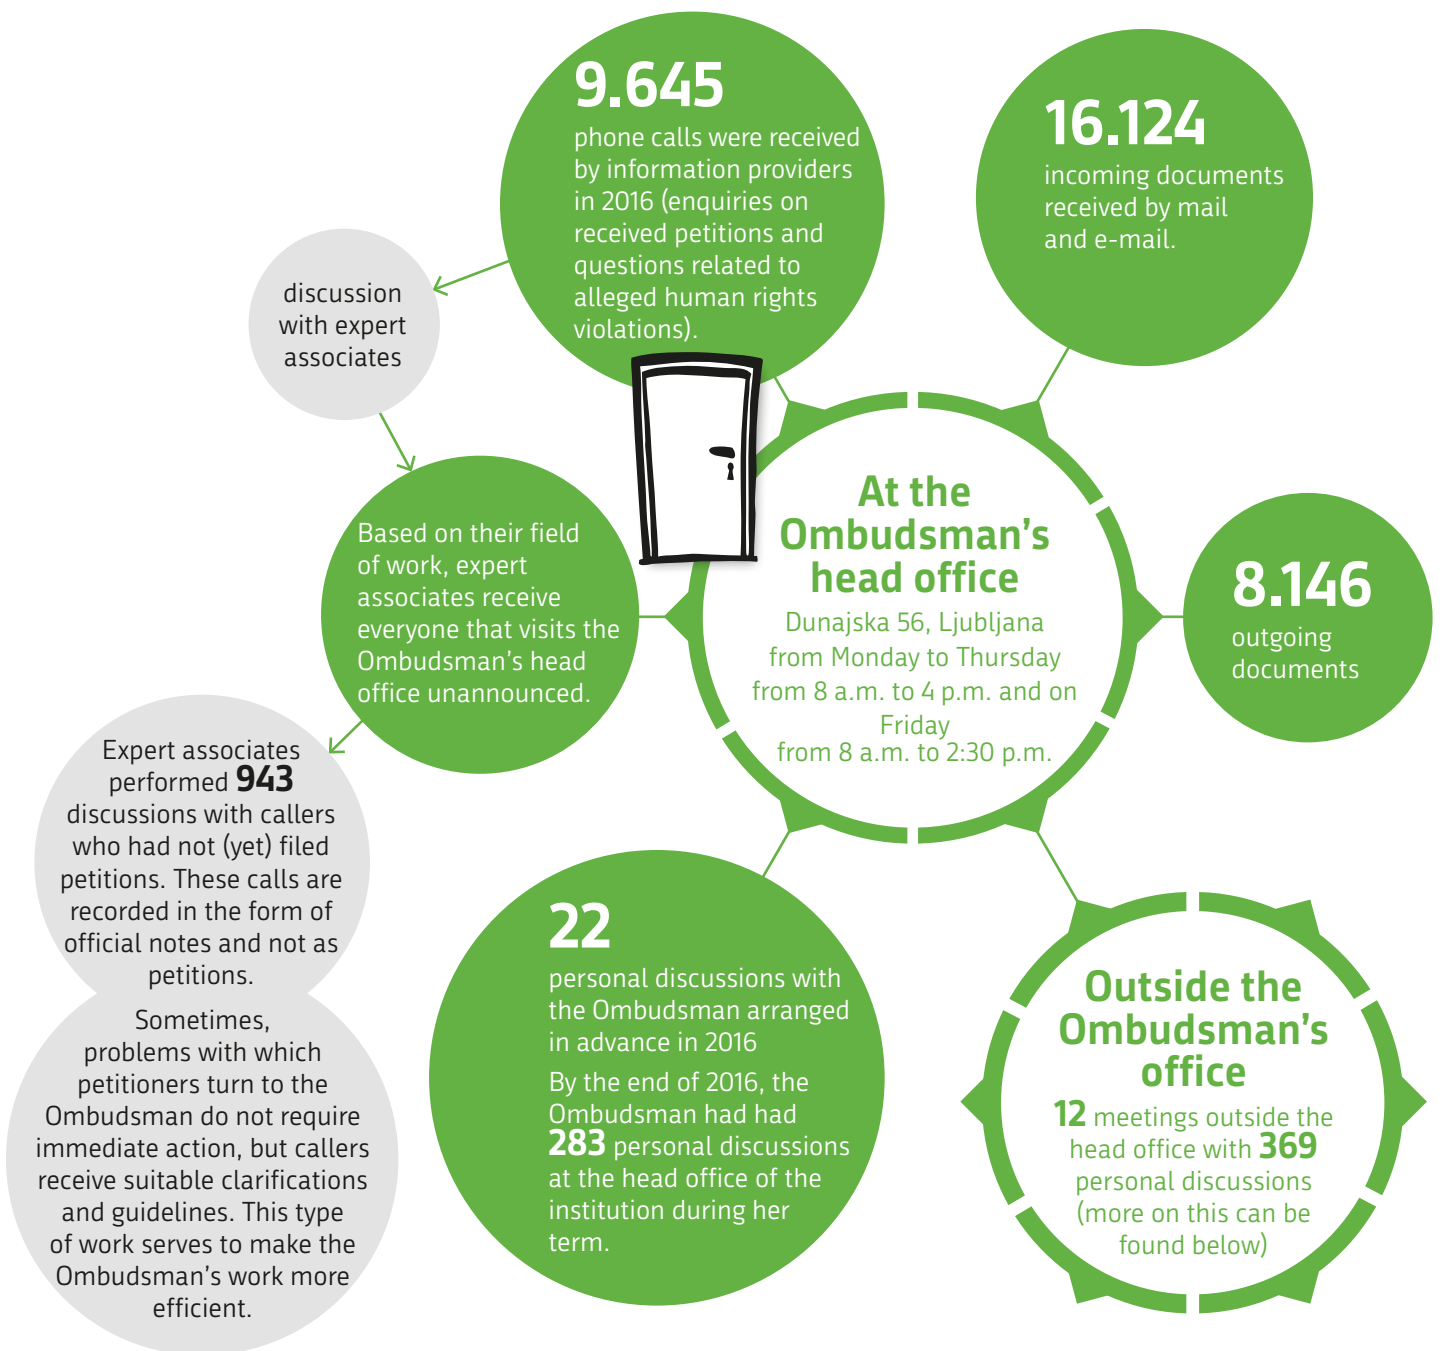 9.645
phone calls were received
by information providers
in 2016 (enquiries on
received petitions and
questions related to
alleged human rights
violations).
16.124
incoming documents
received by mail
and e-mail.
discussion
with expert
associates
At the
Ombudsman’s
head office
Dunajska 56, Ljubljana
from Monday to Thursday
from 8 a.m. to 4 p.m. and on
Friday
from 8 a.m. to 2:30 p.m.
Based on their field
of work, expert
associates receive
everyone that visits the
Ombudsman’s head
office unannounced.
8.146
outgoing
documents
Expert associates
performed 943
discussions with callers
who had not (yet) filed
petitions. These calls are
recorded in the form of
official notes and not as
petitions.
Sometimes,
problems with which
petitioners turn to the
Ombudsman do not require
immediate action, but callers
receive suitable clarifications
and guidelines. This type
of work serves to make the
Ombudsman’s work more
efficient.
22
personal discussions with
the Ombudsman arranged
in advance in 2016
By the end of 2016, the
Ombudsman had had
283 personal discussions
at the head office of the
institution during her
term.
Outside the
Ombudsman’s
office
12 meetings outside the
head office with 369
personal discussions
(more on this can be
found below)